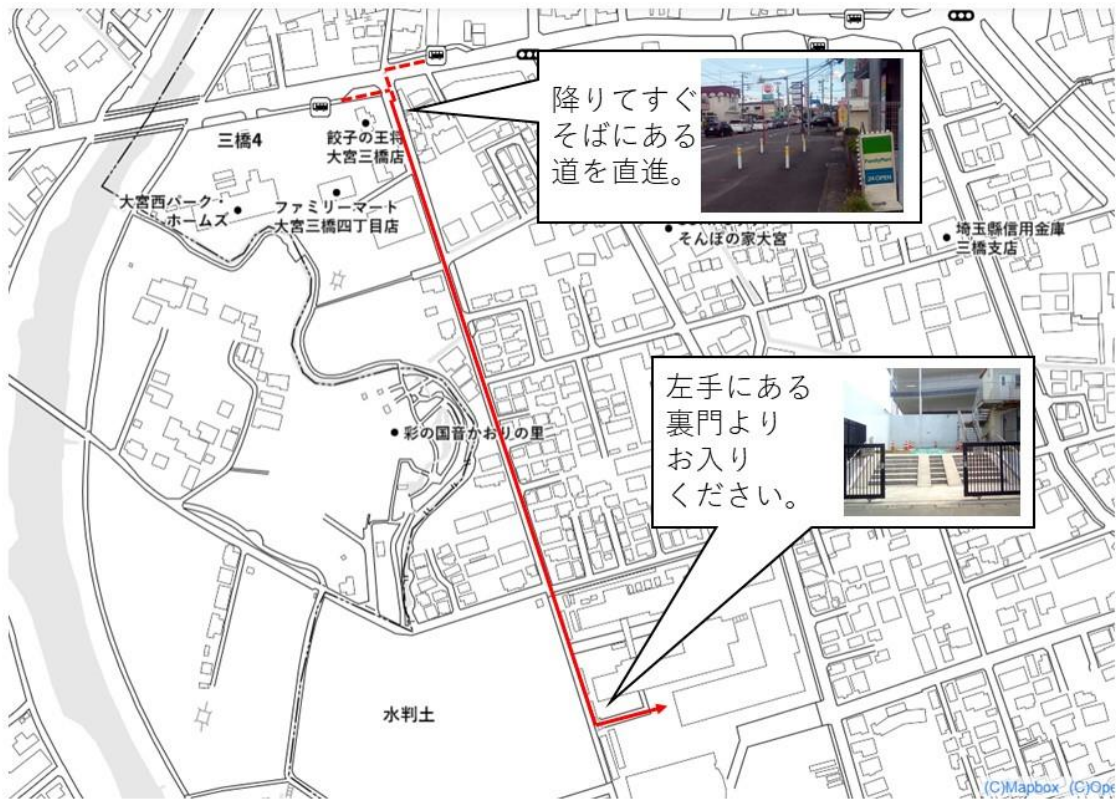 降りてすぐ
そばにある
道を直進。
FamilyMart
24 OPEN
三橋4
餃子の王将
大宮三橋店
大宮西パーク・
ホームズ
ファミリーマート
大宮三橋四丁目店
そんぽの家大宮
埼玉縣信用金庫
三橋支店
左手にある
裏門より
お入り
ください。
彩の国音かおりの里
水判土
(C)Mapbox (C)Ope